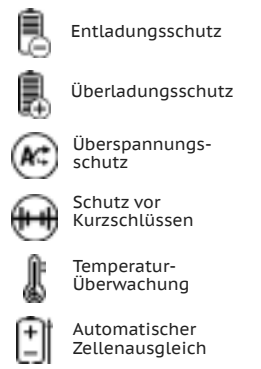 Entladungsschutz
Überladungsschutz
Überspannungs-
schutz
Schutz vor
Kurzschlüssen
Temperatur-
Überwachung
Automatischer
Zellenausgleich